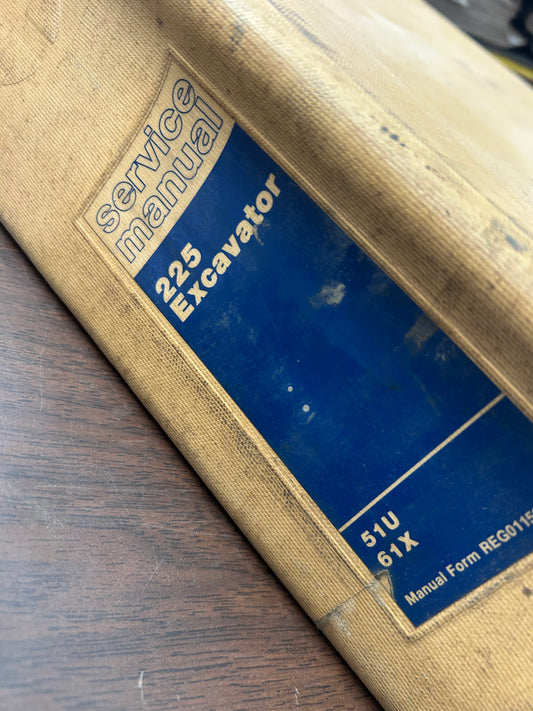 service
manual
225
Excavator
51U
61X
Manual Form